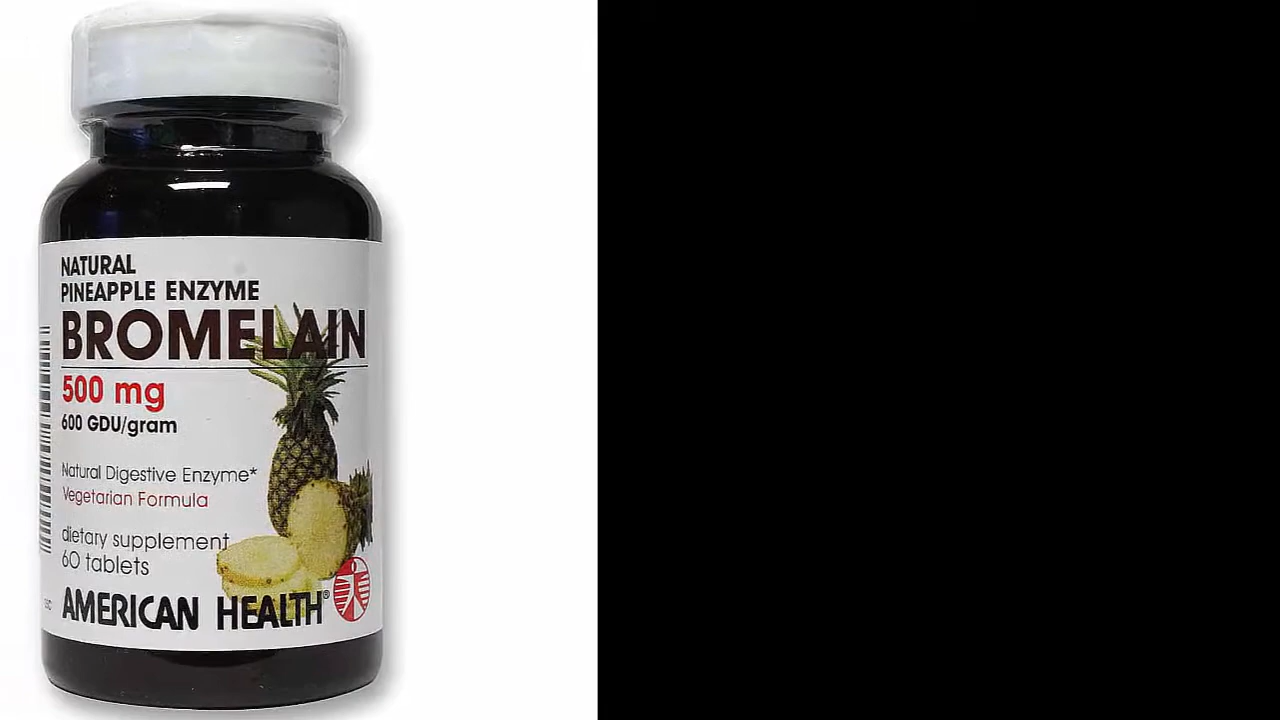 NATURAL
PINEAPPLE ENZYME
BROMELAIN
500 mg
600 GDU/gram
Natural Digestive Enzyme*
Vegetarian Formula
dietary supplement
60 tablets
AMERICAN HEALTH®